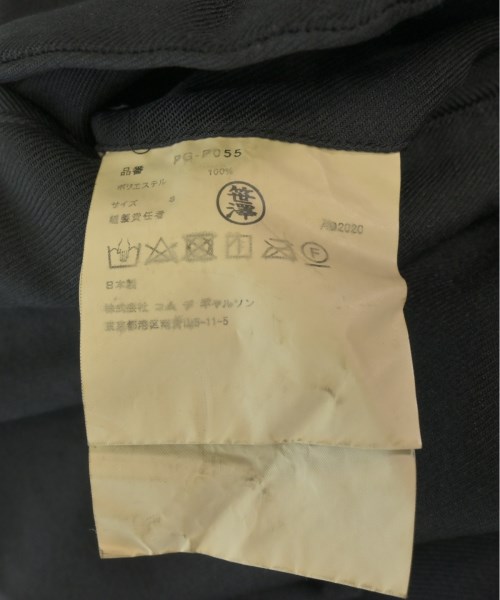 品番 PG-P055
ポリエステル 100%
サイズ S
縫製責任者 笹澤
AD2020
F
日本製
株式会社 コム デ ギャルソン
東京都港区南青山5-11-5